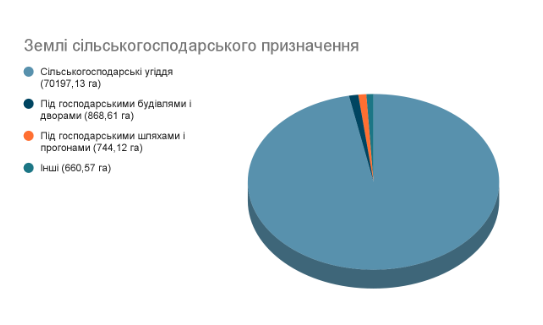 Землі сільськогосподарського призначення
Сільськогосподарські угіддя
(70197,13 га)
Під господарськими будівлями і
дворами (868,61 га)
Під господарськими шляхами і
прогонами (744,12 га)
Інші (660,57 га)